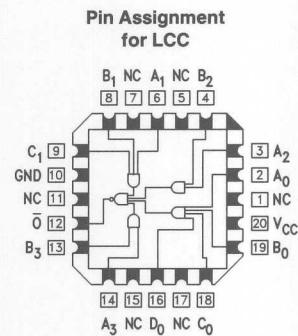 Pin Assignment
for LCC
B1 NC A1 NC B2
8 7 6 5 4
C1 9
GND 10
NC 11
O̅ 12
B3 13
3 A2
2 A0
1 NC
20 VCC
19 B0
14 15 16 17 18
A3 NC D0 NC C0